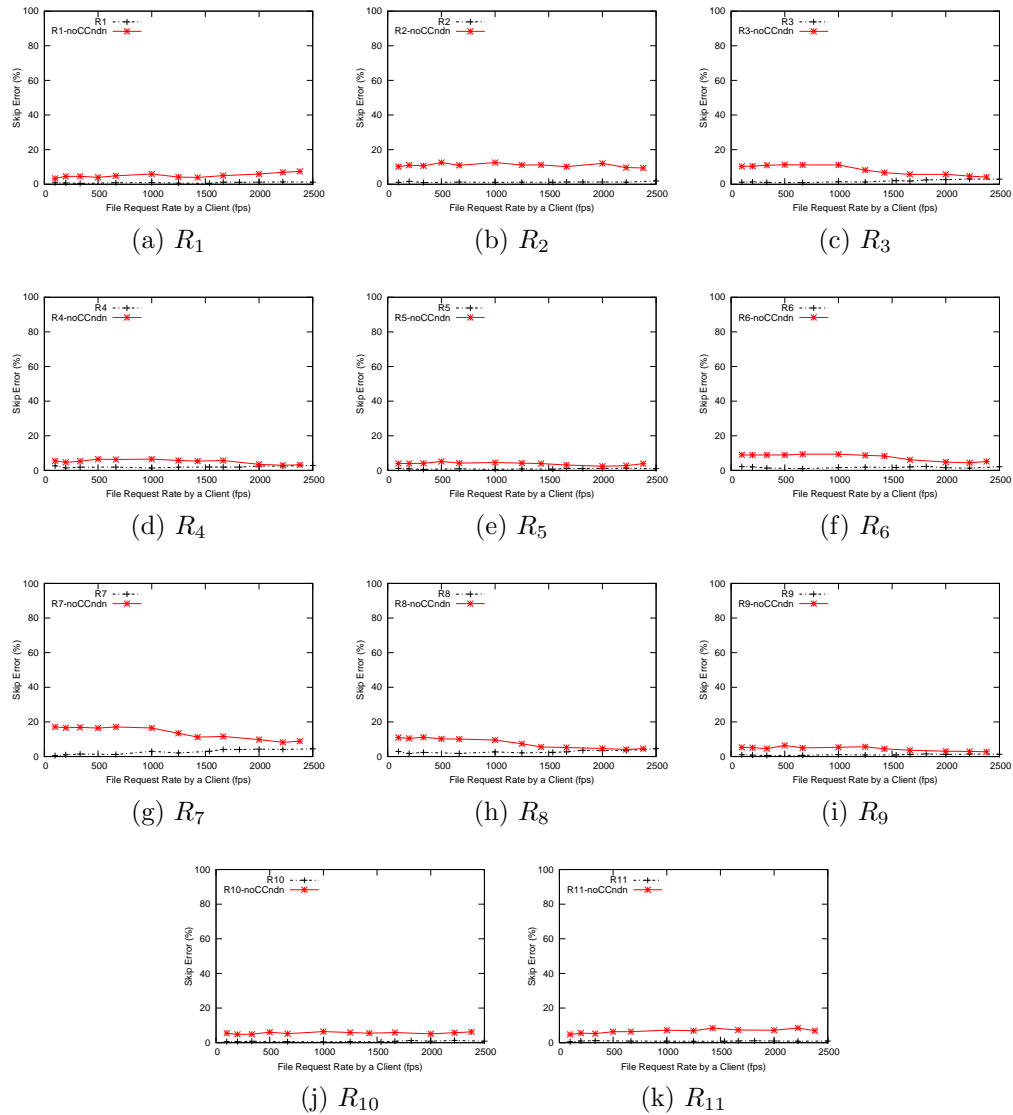 100
80
60
40
20
0
0 500 1000 1500 2000 2500
Skip Error (%)
File Request Rate by a Client (fps)
R1
R1-noCCndn
(a) R1
100
80
60
40
20
0
0 500 1000 1500 2000 2500
Skip Error (%)
File Request Rate by a Client (fps)
R2
R2-noCCndn
(b) R2
100
80
60
40
20
0
0 500 1000 1500 2000 2500
Skip Error (%)
File Request Rate by a Client (fps)
R3
R3-noCCndn
(c) R3
100
80
60
40
20
0
0 500 1000 1500 2000 2500
Skip Error (%)
File Request Rate by a Client (fps)
R4
R4-noCCndn
(d) R4
100
80
60
40
20
0
0 500 1000 1500 2000 2500
Skip Error (%)
File Request Rate by a Client (fps)
R5
R5-noCCndn
(e) R5
100
80
60
40
20
0
0 500 1000 1500 2000 2500
Skip Error (%)
File Request Rate by a Client (fps)
R6
R6-noCCndn
(f) R6
100
80
60
40
20
0
0 500 1000 1500 2000 2500
Skip Error (%)
File Request Rate by a Client (fps)
R7
R7-noCCndn
(g) R7
100
80
60
40
20
0
0 500 1000 1500 2000 2500
Skip Error (%)
File Request Rate by a Client (fps)
R8
R8-noCCndn
(h) R8
100
80
60
40
20
0
0 500 1000 1500 2000 2500
Skip Error (%)
File Request Rate by a Client (fps)
R9
R9-noCCndn
(i) R9
100
80
60
40
20
0
0 500 1000 1500 2000 2500
Skip Error (%)
File Request Rate by a Client (fps)
R10
R10-noCCndn
(j) R10
100
80
60
40
20
0
0 500 1000 1500 2000 2500
Skip Error (%)
File Request Rate by a Client (fps)
R11
R11-noCCndn
(k) R11